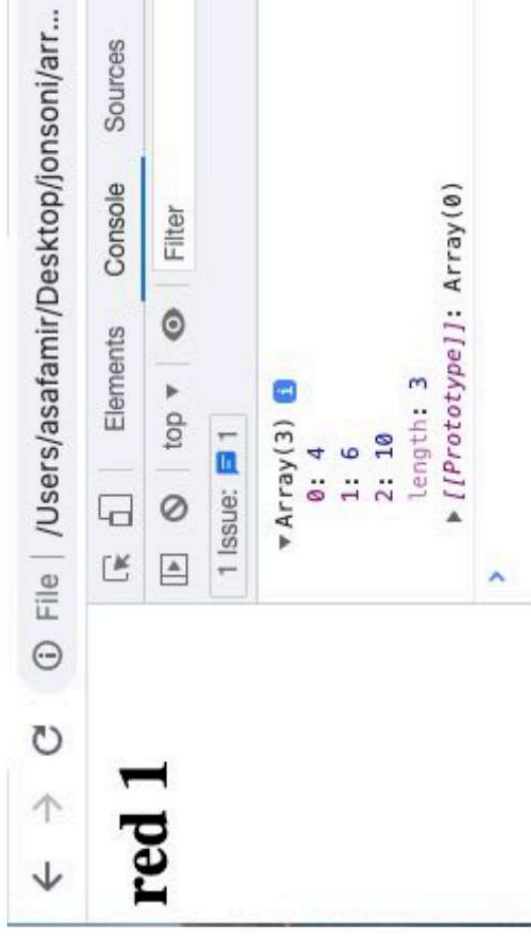 File | /Users/asafamir/Desktop/jonsoni/arr...
Elements Console Sources
top Filter
1 Issue: 1
red 1
Array(3) i
0: 4
1: 6
2: 10
length: 3
[[Prototype]]: Array(0)